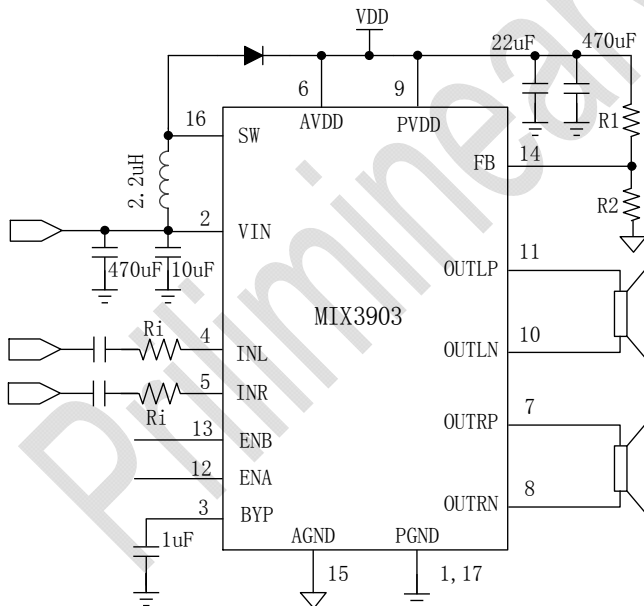 VDD
22uF 470uF
6 9
16 AVDD PVDD R1
SW
FB 14
2.2uH
R2
2
VIN
470uF 10uF
OUTLP 11
MIX3903
Ri 4 INL
OUTLN 10
5 INR
Ri
7
OUTRP
13 ENB
12 ENA
8
OUTRN
3 BYP
1uF
AGND PGND
15 1,17
Priliminear